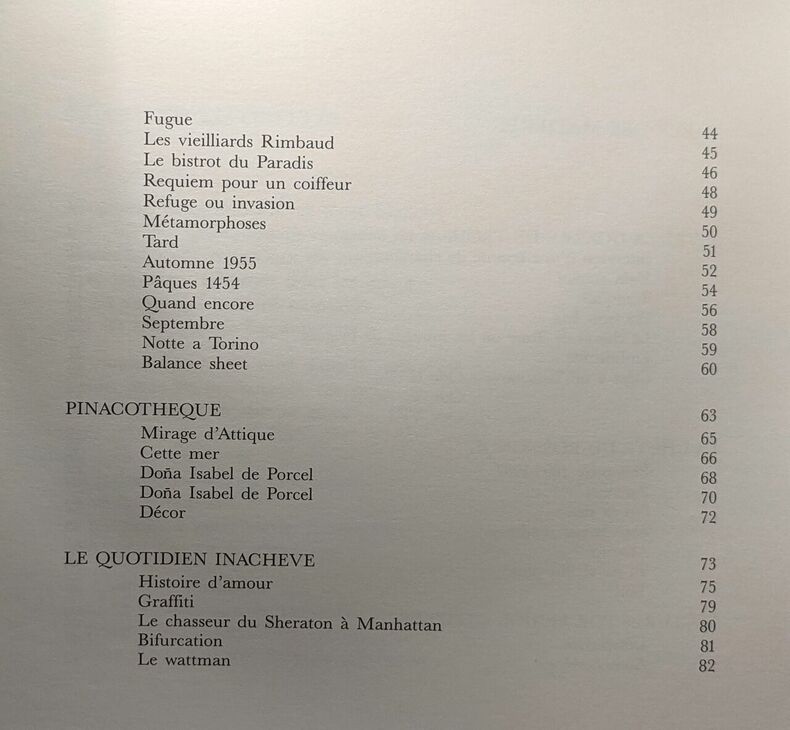 Fugue 44
Les vieilliards Rimbaud 45
Le bistrot du Paradis 46
Requiem pour un coiffeur 48
Refuge ou invasion 49
Métamorphoses 50
Tard 51
Automne 1955 52
Pâques 1454 54
Quand encore 56
Septembre 58
Notte a Torino 59
Balance sheet 60
PINACOTHEQUE 63
Mirage d'Attique 65
Cette mer 66
Doña Isabel de Porcel 68
Doña Isabel de Porcel 70
Décor 72
LE QUOTIDIEN INACHEVE 73
Histoire d'amour 75
Graffiti 79
Le chasseur du Sheraton à Manhattan 80
Bifurcation 81
Le wattman 82